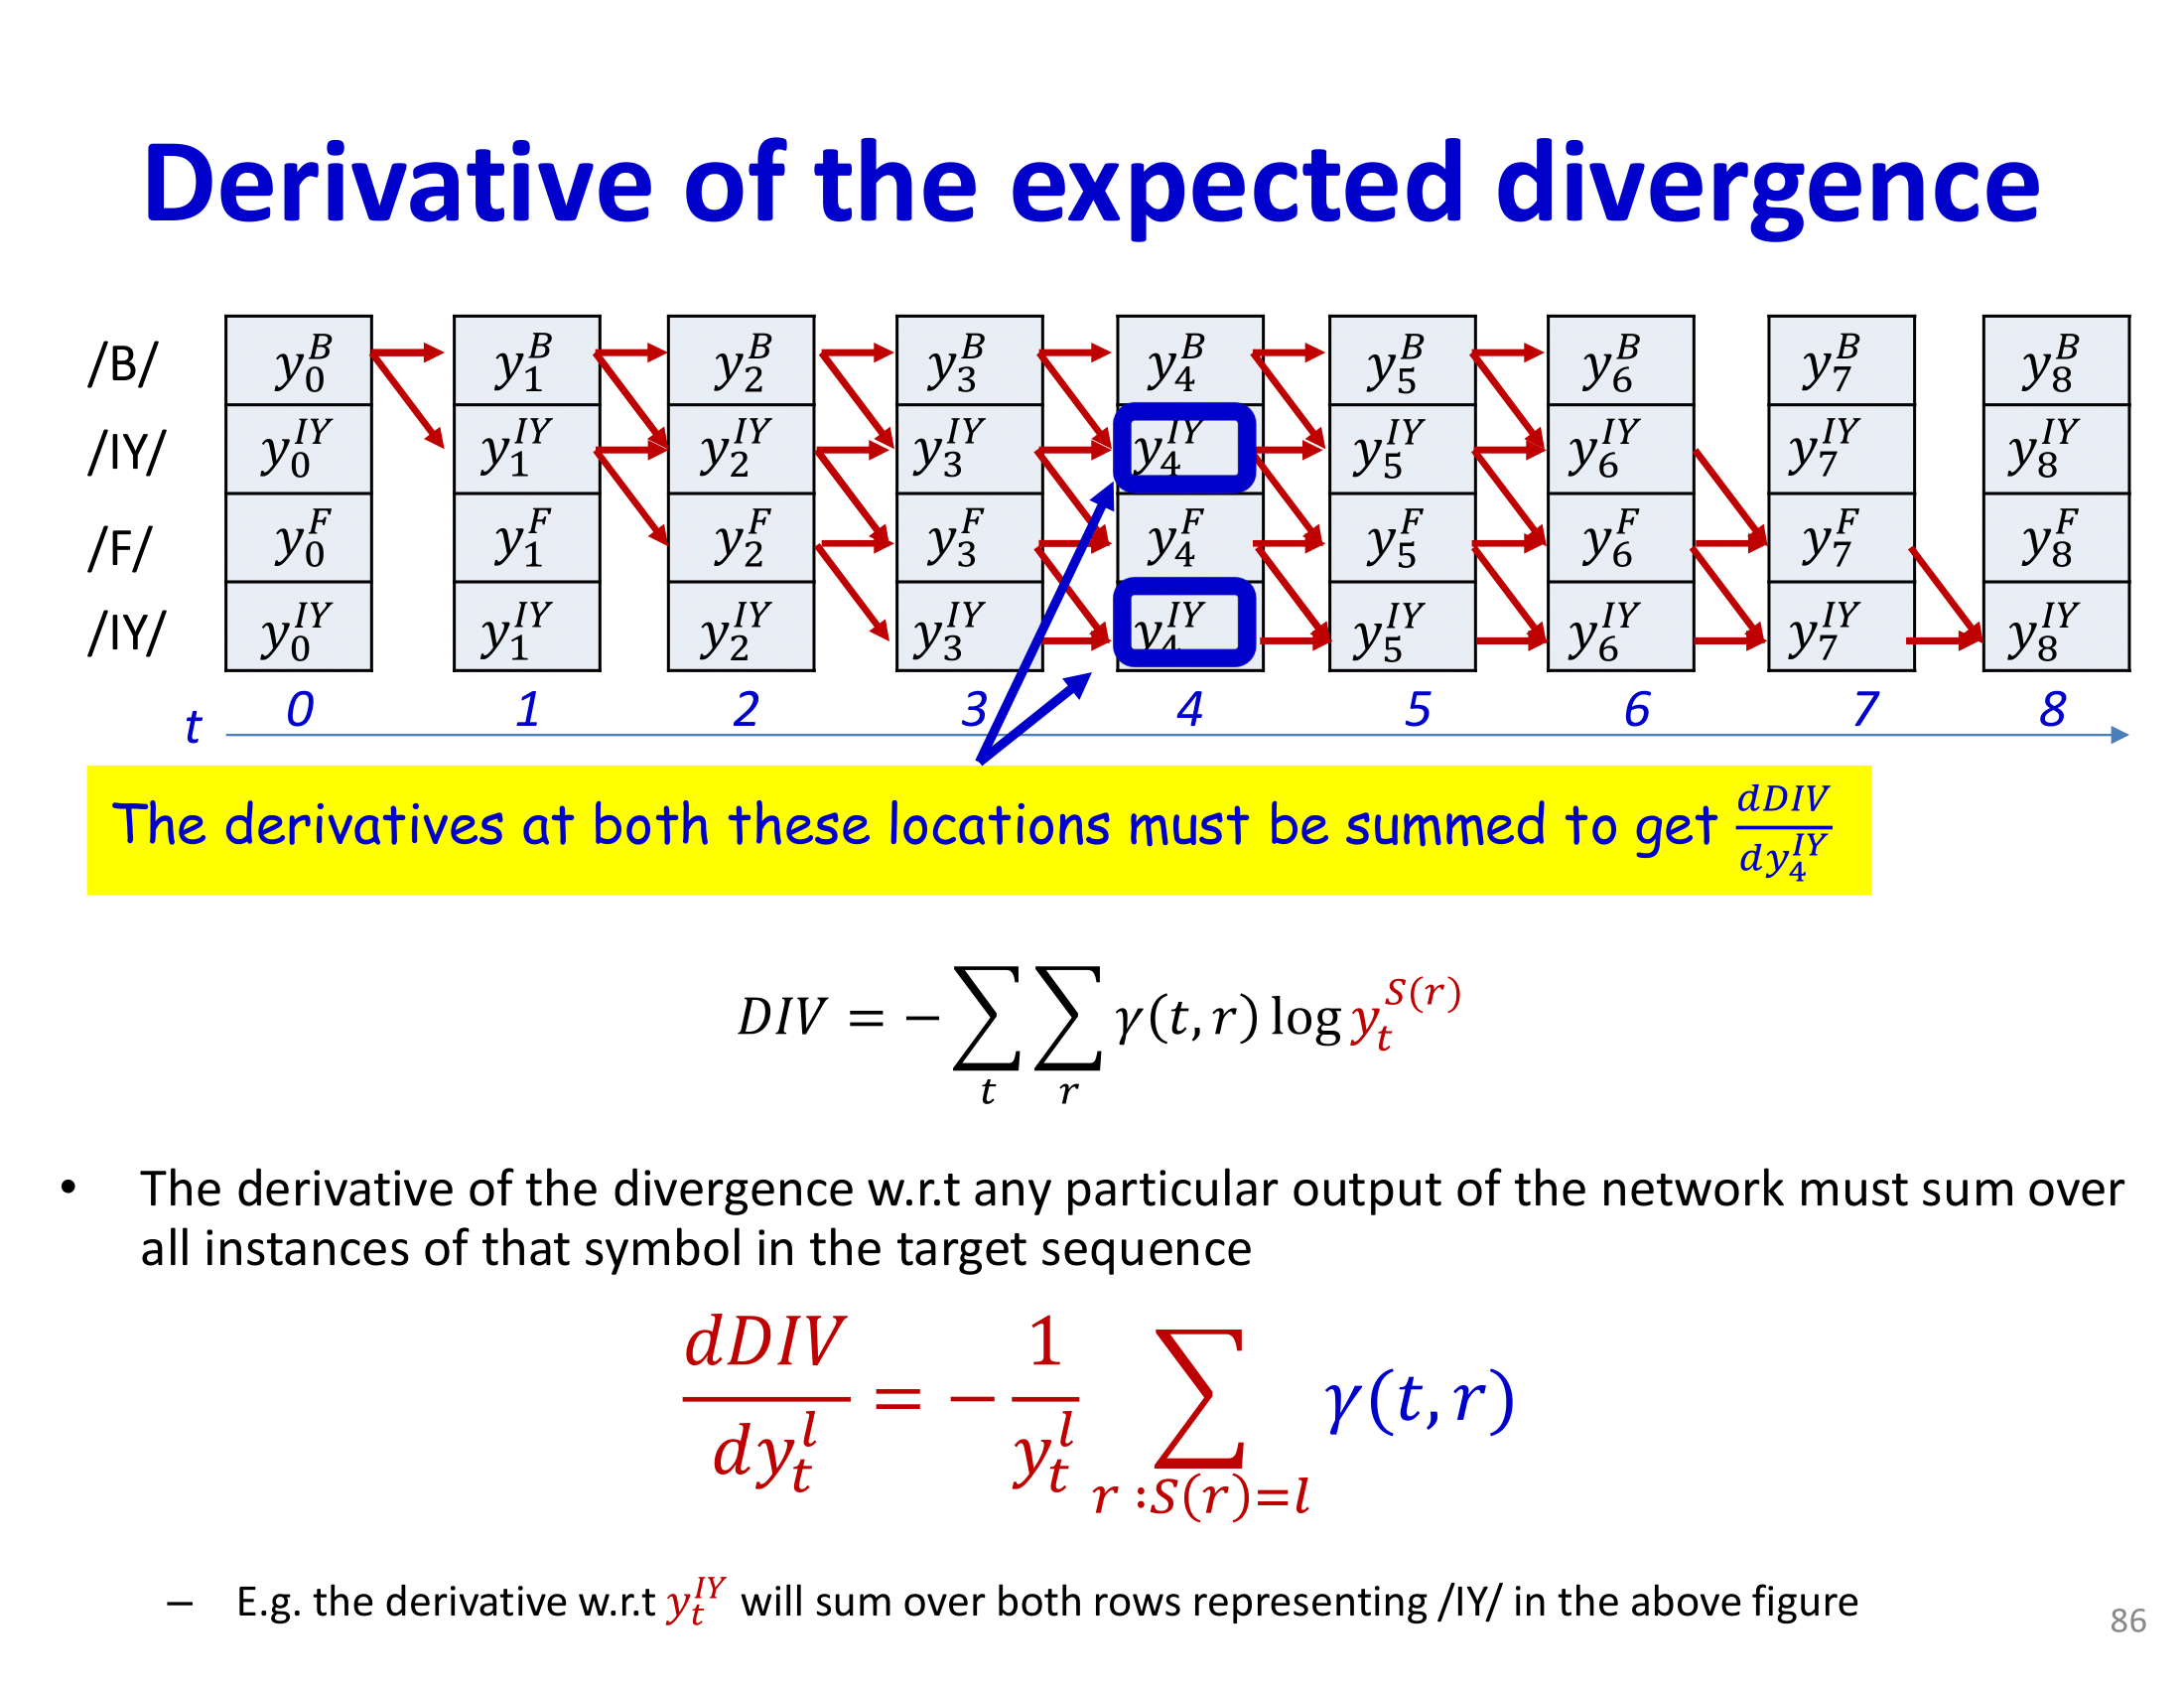 Derivative of the expected divergence
/B/ y_0^B y_1^B y_2^B y_3^B y_4^B y_5^B y_6^B y_7^B y_8^B
/IY/ y_0^{IY} y_1^{IY} y_2^{IY} y_3^{IY} y_4^{IY} y_5^{IY} y_6^{IY} y_7^{IY} y_8^{IY}
/F/ y_0^F y_1^F y_2^F y_3^F y_4^F y_5^F y_6^F y_7^F y_8^F
/IY/ y_0^{IY} y_1^{IY} y_2^{IY} y_3^{IY} y_4^{IY} y_5^{IY} y_6^{IY} y_7^{IY} y_8^{IY}
t 0 1 2 3 4 5 6 7 8
The derivatives at both these locations must be summed to get \frac{dDIV}{dy_4^{IY}}
DIV = -\sum_t \sum_r γ(t,r) log y_t^{S(r)}
• The derivative of the divergence w.r.t any particular output of the network must sum over
all instances of that symbol in the target sequence
\frac{dDIV}{dy_t^l} = -\frac{1}{y_t^l} \sum_{r :S(r)=l} γ(t,r)
– E.g. the derivative w.r.t y_t^{IY} will sum over both rows representing /IY/ in the above figure
86